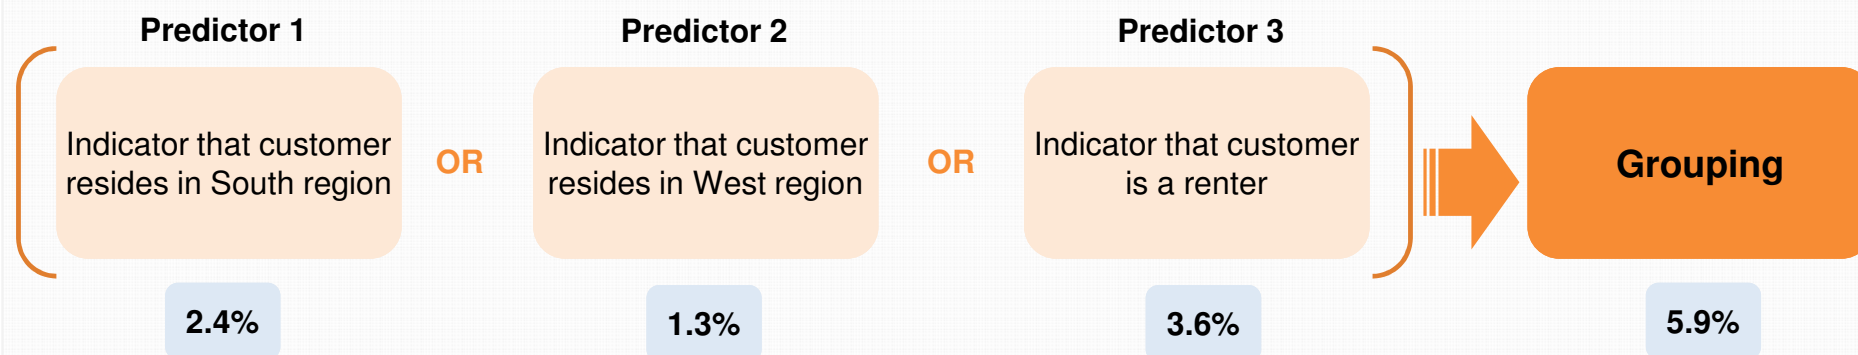 Predictor 1
Predictor 2
Predictor 3
Indicator that customer
resides in South region
OR
Indicator that customer
resides in West region
OR
Indicator that customer
is a renter
Grouping
2.4%
1.3%
3.6%
5.9%